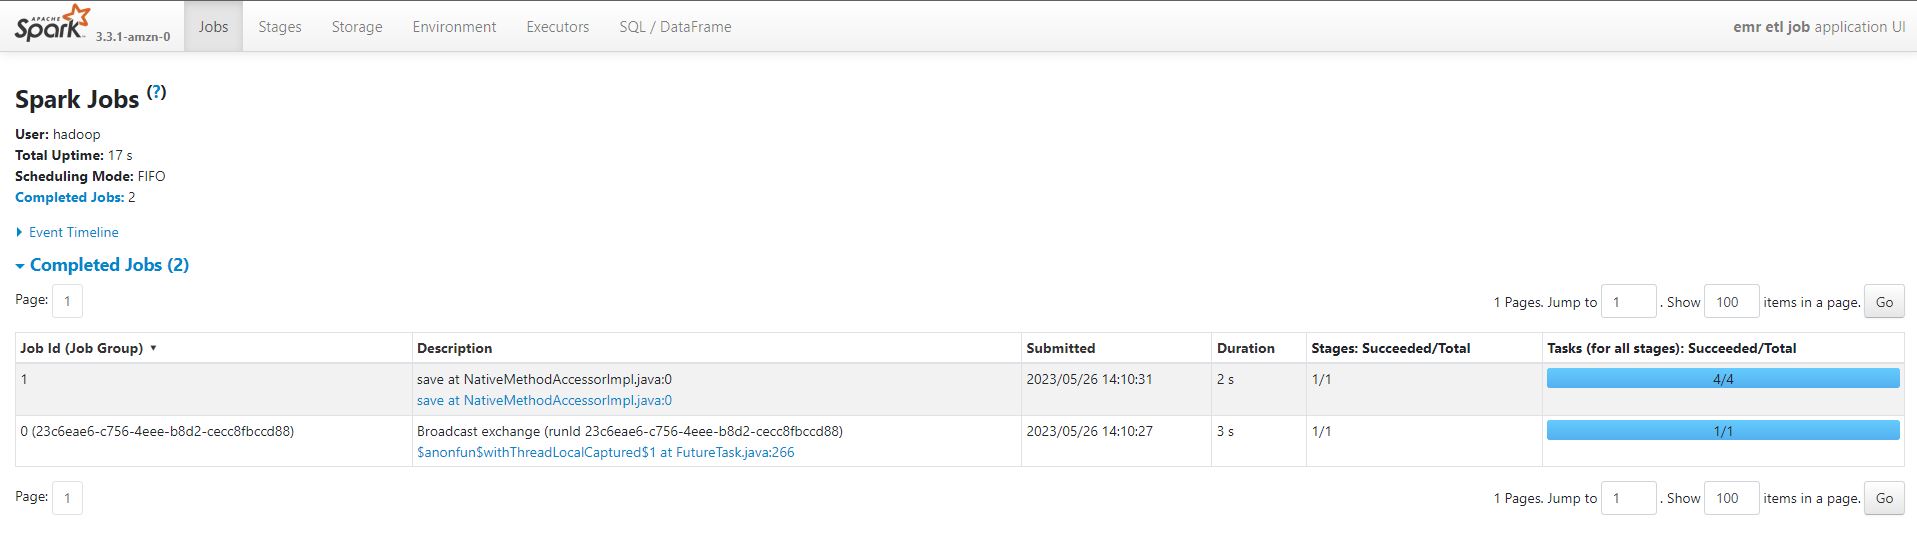 APACHE
Spark 3.3.1-amzn-0 Jobs Stages Storage Environment Executors SQL / DataFrame emr etl job application UI
Spark Jobs (?)
User: hadoop
Total Uptime: 17 s
Scheduling Mode: FIFO
Completed Jobs: 2
Event Timeline
Completed Jobs (2)
Page: 1 1 Pages. Jump to 1 . Show 100 items in a page. Go
Job Id (Job Group) ▾ Description Submitted Duration Stages: Succeeded/Total Tasks (for all stages): Succeeded/Total
1 save at NativeMethodAccessorImpl.java:0 2023/05/26 14:10:31 2 s 1/1 4/4
save at NativeMethodAccessorImpl.java:0
0 (23c6eae6-c756-4eee-b8d2-cecc8fbccd88) Broadcast exchange (runId 23c6eae6-c756-4eee-b8d2-cecc8fbccd88) 2023/05/26 14:10:27 3 s 1/1 1/1
$anonfun$withThreadLocalCaptured$1 at FutureTask.java:266
Page: 1 1 Pages. Jump to 1 . Show 100 items in a page. Go